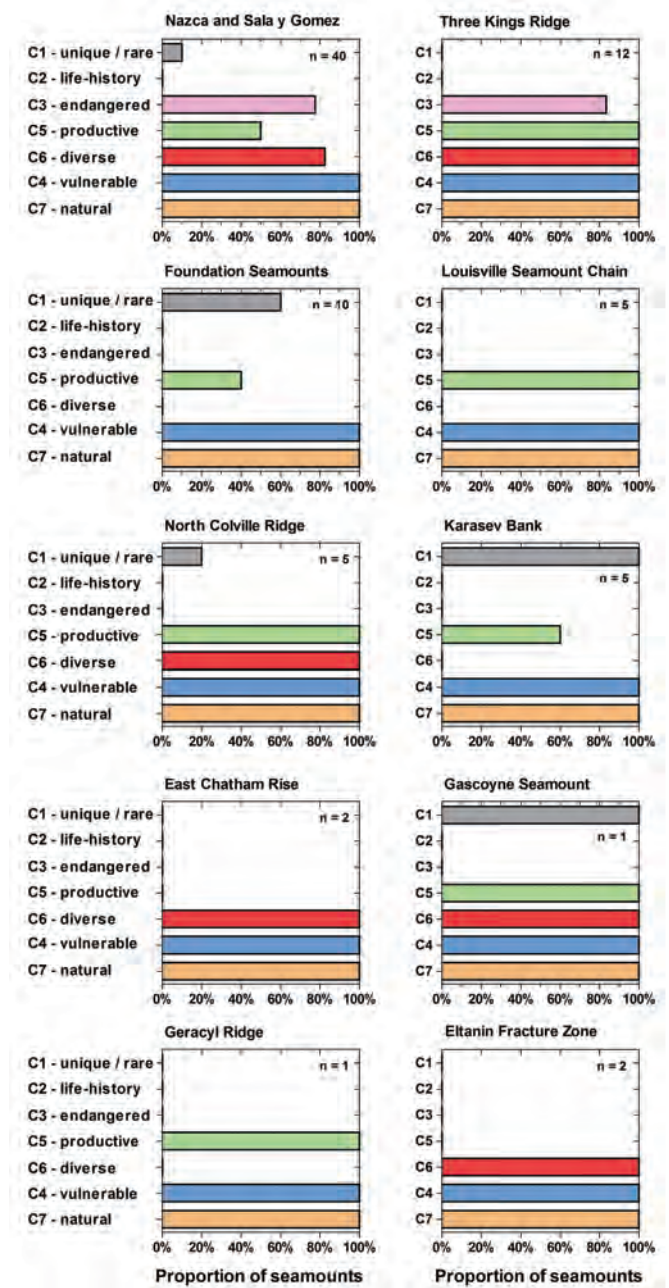 Nazca and Sala y Gomez
C1 - unique / rare
n = 40
C2 - life-history
C3 - endangered
C5 - productive
C6 - diverse
C4 - vulnerable
C7 - natural
0% 20% 40% 60% 80% 100%
Three Kings Ridge
C1
n = 12
C2
C3
C5
C6
C4
C7
0% 20% 40% 60% 80% 100%
Foundation Seamounts
C1 - unique / rare
n = 10
C2 - life-history
C3 - endangered
C5 - productive
C6 - diverse
C4 - vulnerable
C7 - natural
0% 20% 40% 60% 80% 100%
Louisville Seamount Chain
C1
n = 5
C2
C3
C5
C6
C4
C7
0% 20% 40% 60% 80% 100%
North Colville Ridge
C1 - unique / rare
n = 5
C2 - life-history
C3 - endangered
C5 - productive
C6 - diverse
C4 - vulnerable
C7 - natural
0% 20% 40% 60% 80% 100%
Karasev Bank
C1
C2
n = 5
C3
C5
C6
C4
C7
0% 20% 40% 60% 80% 100%
East Chatham Rise
C1 - unique / rare
n = 2
C2 - life-history
C3 - endangered
C5 - productive
C6 - diverse
C4 - vulnerable
C7 - natural
0% 20% 40% 60% 80% 100%
Gascoyne Seamount
C1
C2
n = 1
C3
C5
C6
C4
C7
0% 20% 40% 60% 80% 100%
Geracyl Ridge
C1 - unique / rare
n = 1
C2 - life-history
C3 - endangered
C5 - productive
C6 - diverse
C4 - vulnerable
C7 - natural
0% 20% 40% 60% 80% 100%
Proportion of seamounts
Eltanin Fracture Zone
C1
n = 2
C2
C3
C5
C6
C4
C7
0% 20% 40% 60% 80% 100%
Proportion of seamounts